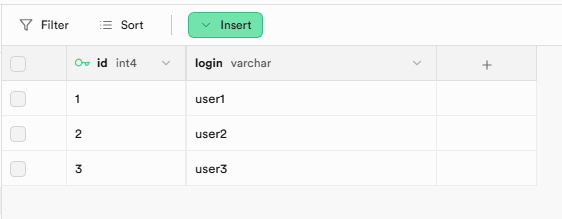 Filter Sort Insert
id int4 login varchar +
1 user1
2 user2
3 user3